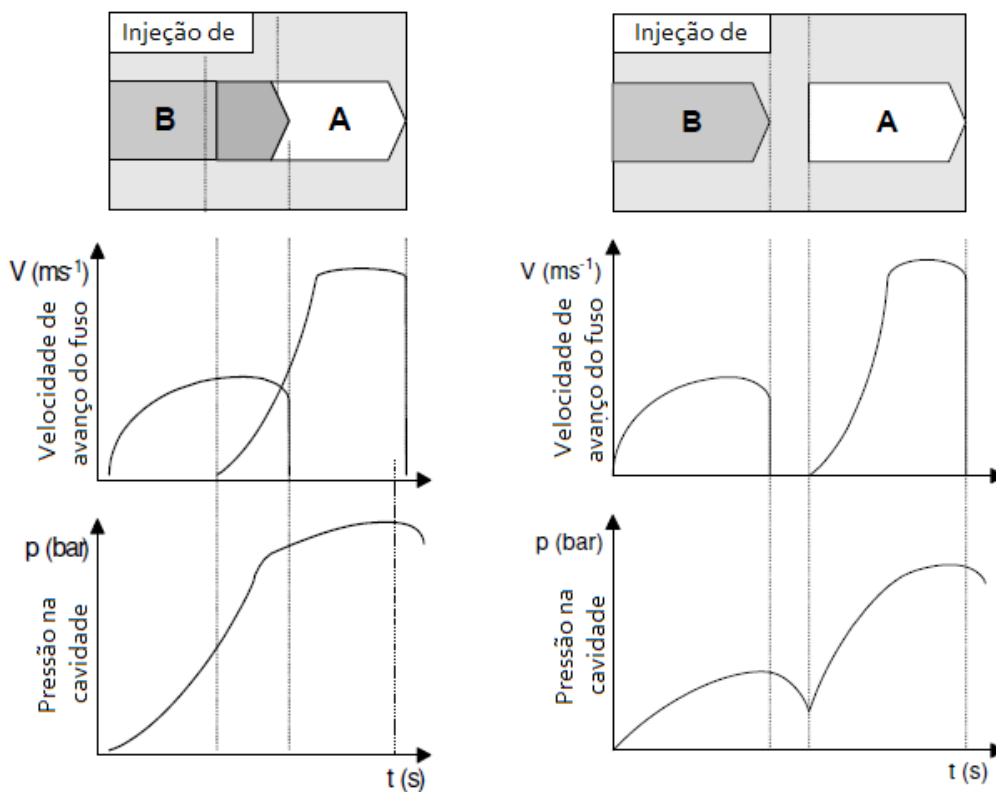 Injeção de
B
A
V (ms-¹)
Velocidade de
avanço do fuso
p (bar)
Pressão na
cavidade
t (s)
Injeção de
B
A
V (ms⁻¹)
Velocidade de
avanço do fuso
p (bar)
Pressão na
cavidade
t (s)